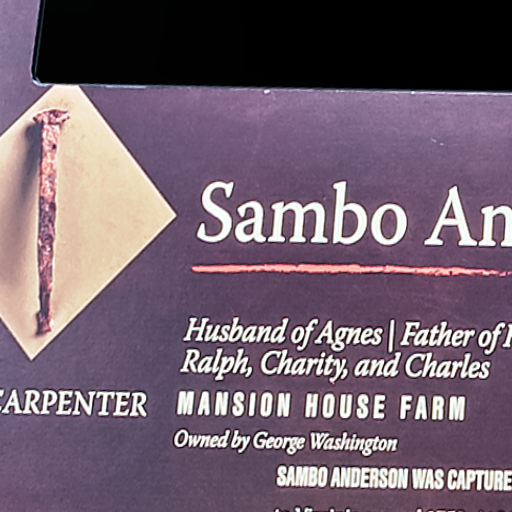 Sambo An
Husband of Agnes | Father of
Ralph, Charity, and Charles
CARPENTER
MANSION HOUSE FARM
Owned by George Washington
SAMBO ANDERSON WAS CAPTURE